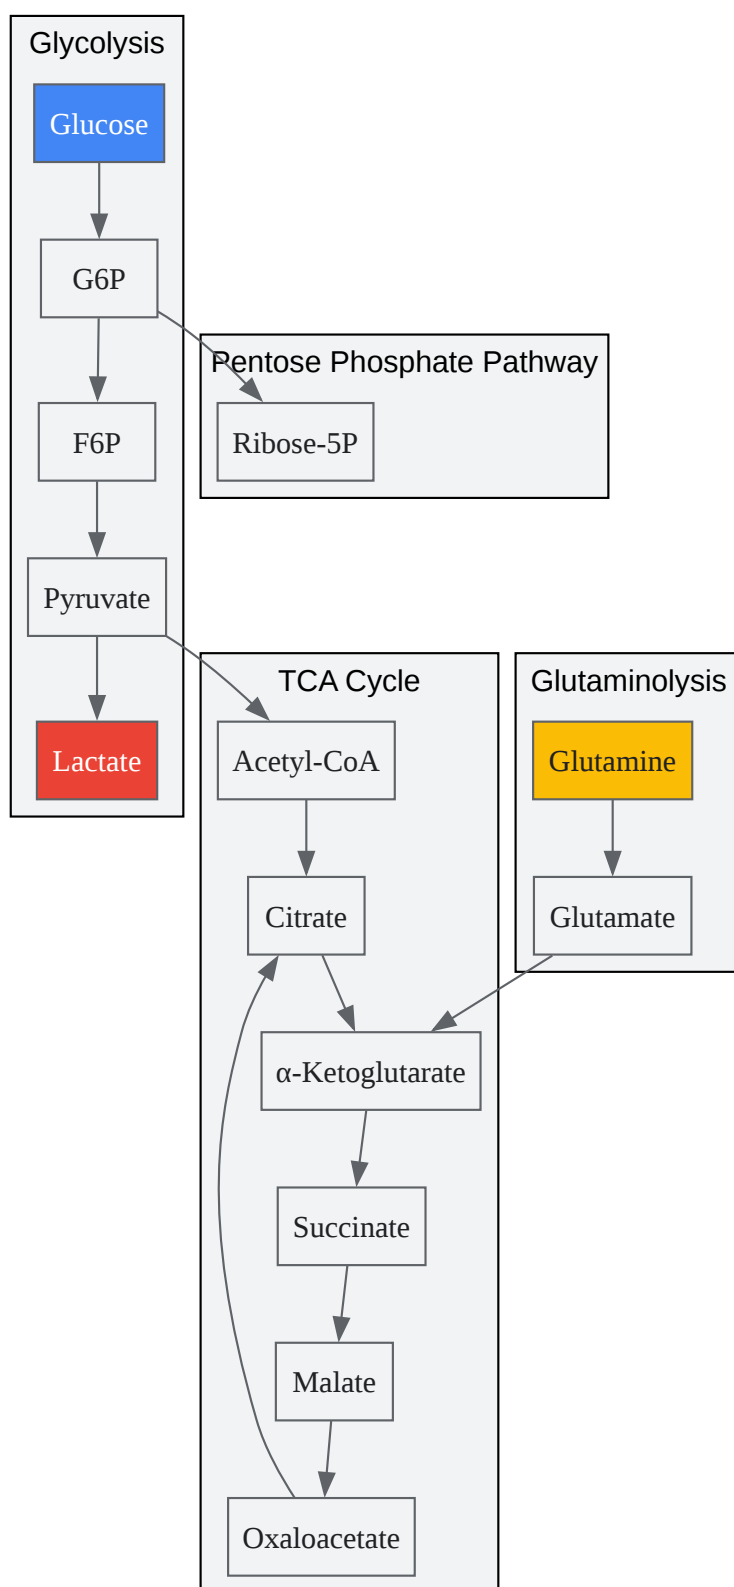 Glycolysis
Glucose
G6P
Pentose Phosphate Pathway
F6P
Ribose-5P
Pyruvate
TCA Cycle
Glutaminolysis
Lactate
Acetyl-CoA
Glutamine
Citrate
Glutamate
α-Ketoglutarate
Succinate
Malate
Oxaloacetate